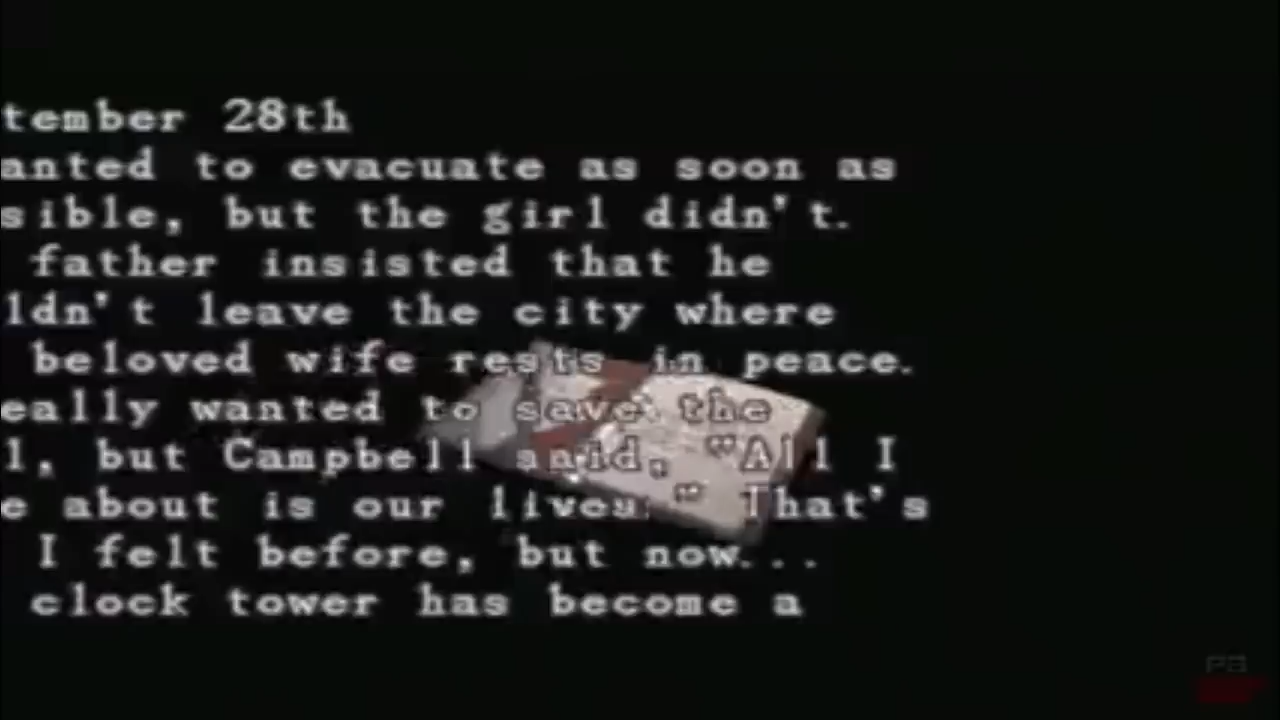 tember 28th
anted to evacuate as soon as
sible, but the girl didn't.
father insisted that he
ldn't leave the city where
beloved wife rests in peace.
eally wanted to save the
l, but Campbell said, "All I
e about is our lives." That's
I felt before, but now...
clock tower has become a